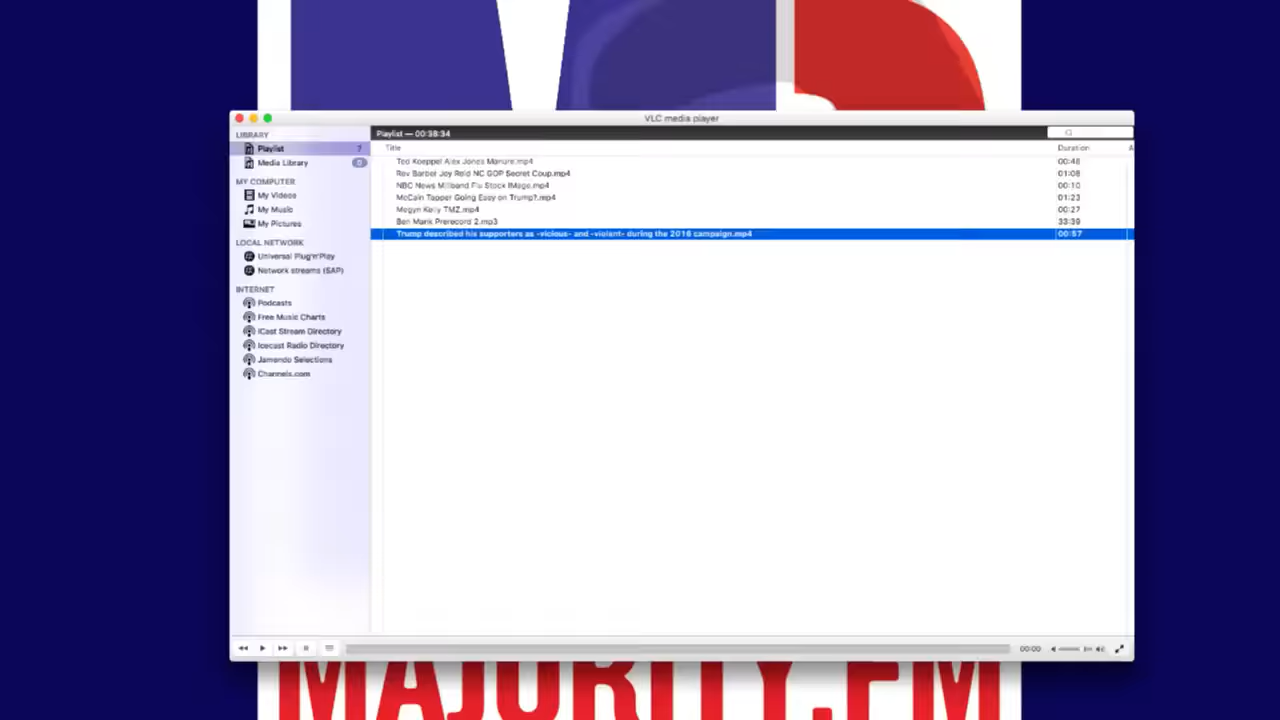 VLC media player
LIBRARY
Playlist 7
Media Library 0
MY COMPUTER
My Videos
My Music
My Pictures
LOCAL NETWORK
Universal Plug'n'Play
Network streams (SAP)
INTERNET
Podcasts
Free Music Charts
iCast Stream Directory
Icecast Radio Directory
Jamendo Selections
Channels.com
Playlist — 00:38:34
Title Duration A
Ted Koeppel Alex Jones Manure.mp4 00:48
Rev Barber Joy Reid NC GOP Secret Coup.mp4 01:08
NBC News Miliband Flu Stock IMage.mp4 00:10
McCain Tapper Going Easy on Trump?.mp4 01:23
Megyn Kelly TMZ.mp4 00:27
Ben Mank Prerecord 2.mp3 33:39
Trump described his supporters as -vicious- and -violent- during the 2016 campaign.mp4 00:57
00:00
MAJORITY.FM